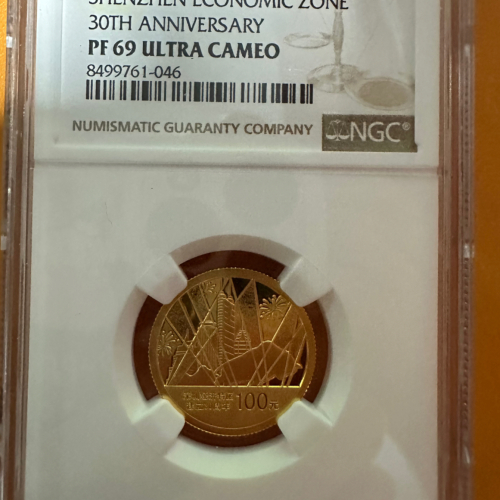 SHENZHEN ECONOMIC ZONE
30TH ANNIVERSARY
PF 69 ULTRA CAMEO
8499761-046
NUMISMATIC GUARANTY COMPANY
NGC®
100元